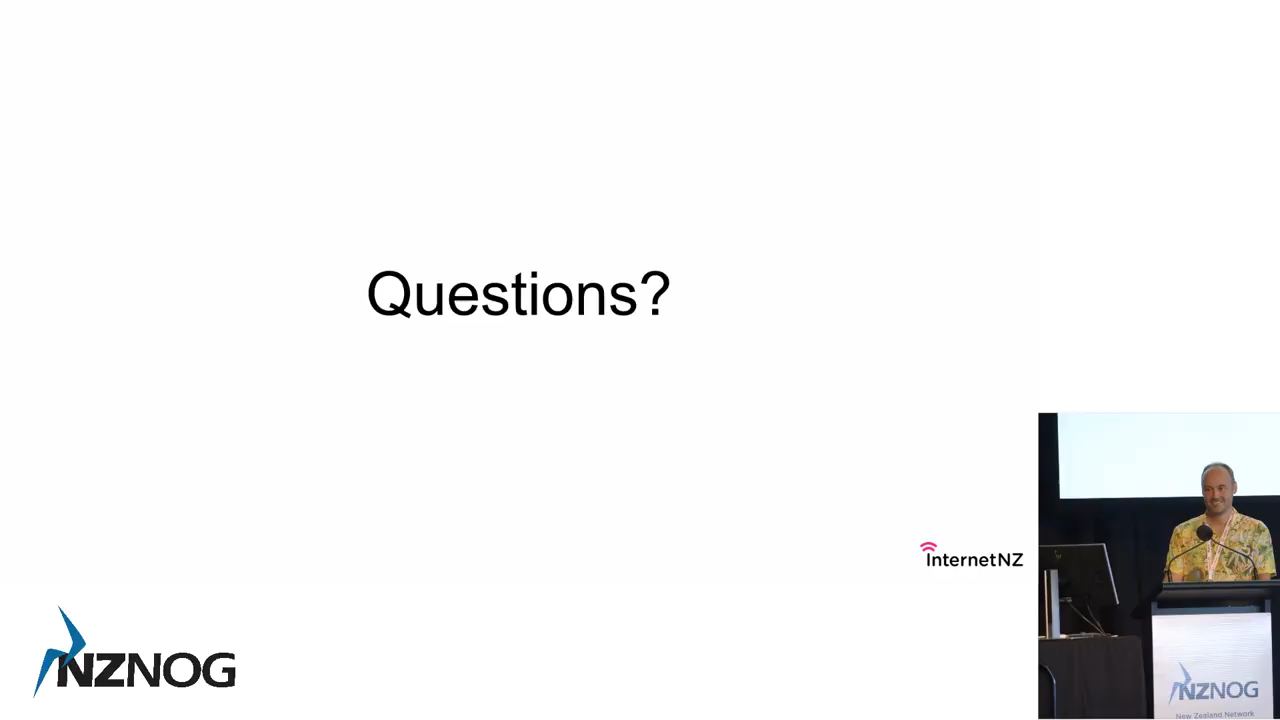 Questions?
InternetNZ
NZNOG
NZNOG
New Zealand Network